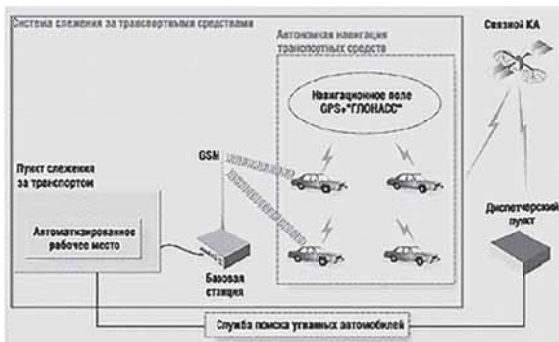 Система слежения за транспортными средствами
Автономная навигация
транспортных средств
Связной КА
Навигационное поле
GPS+"ГЛОНАСС"
GSM
Пункт слежения
за транспортом
Автоматизированное
рабочее место
Базовая
станция
Диспетчерский
пункт
Служба поиска угнанных автомобилей